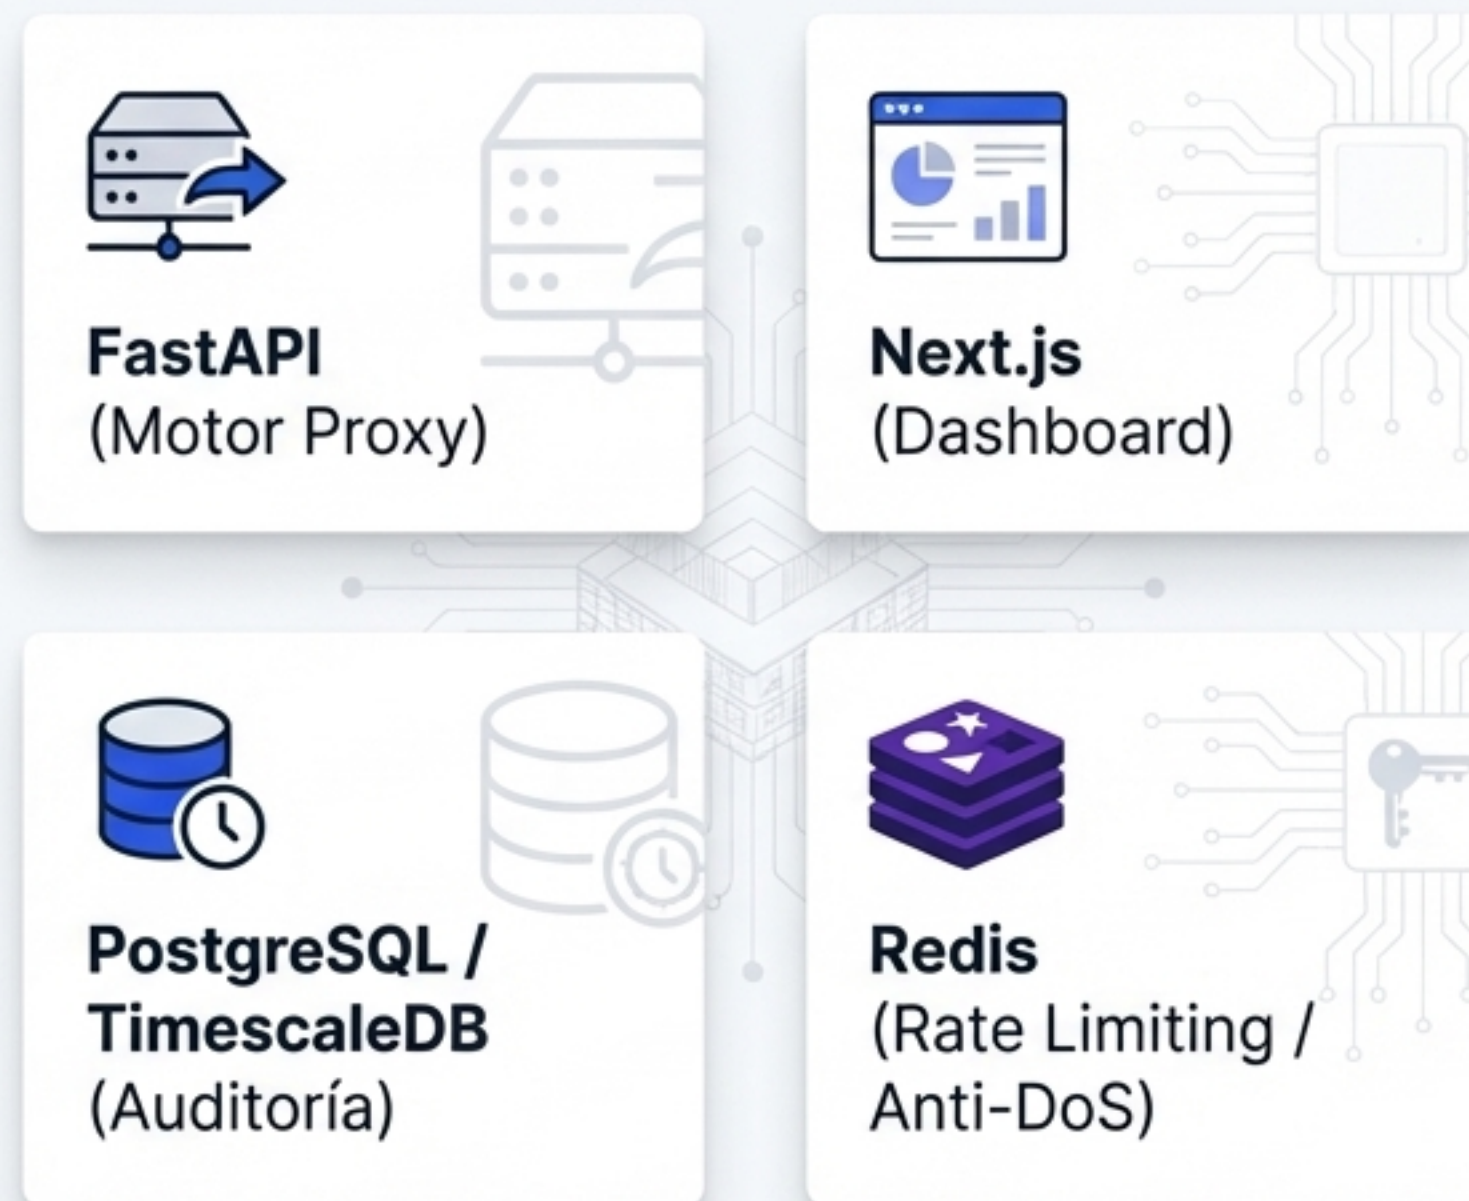 FastAPI
(Motor Proxy)
Next.js
(Dashboard)
PostgreSQL /
TimescaleDB
(Auditoría)
Redis
(Rate Limiting /
Anti-DoS)